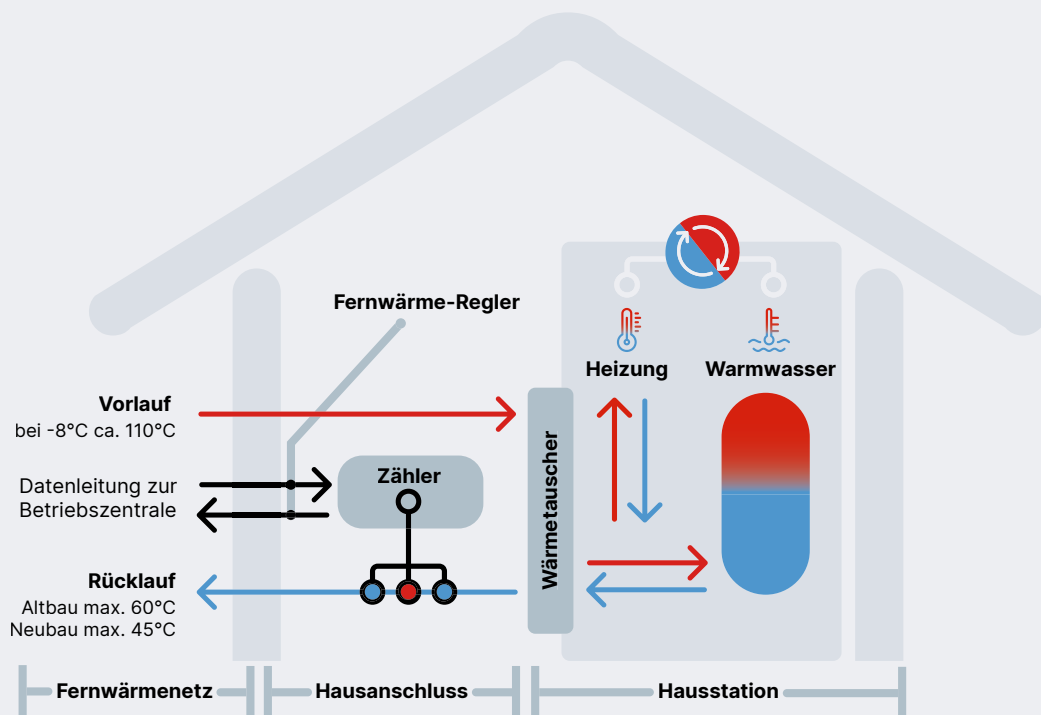 Fernwärme-Regler
Heizung
Warmwasser
Vorlauf
bei -8°C ca. 110°C
Zähler
Datenleitung zur
Betriebszentrale
Wärmetauscher
Rücklauf
Altbau max. 60°C
Neubau max. 45°C
Fernwärmenetz
Hausanschluss
Hausstation